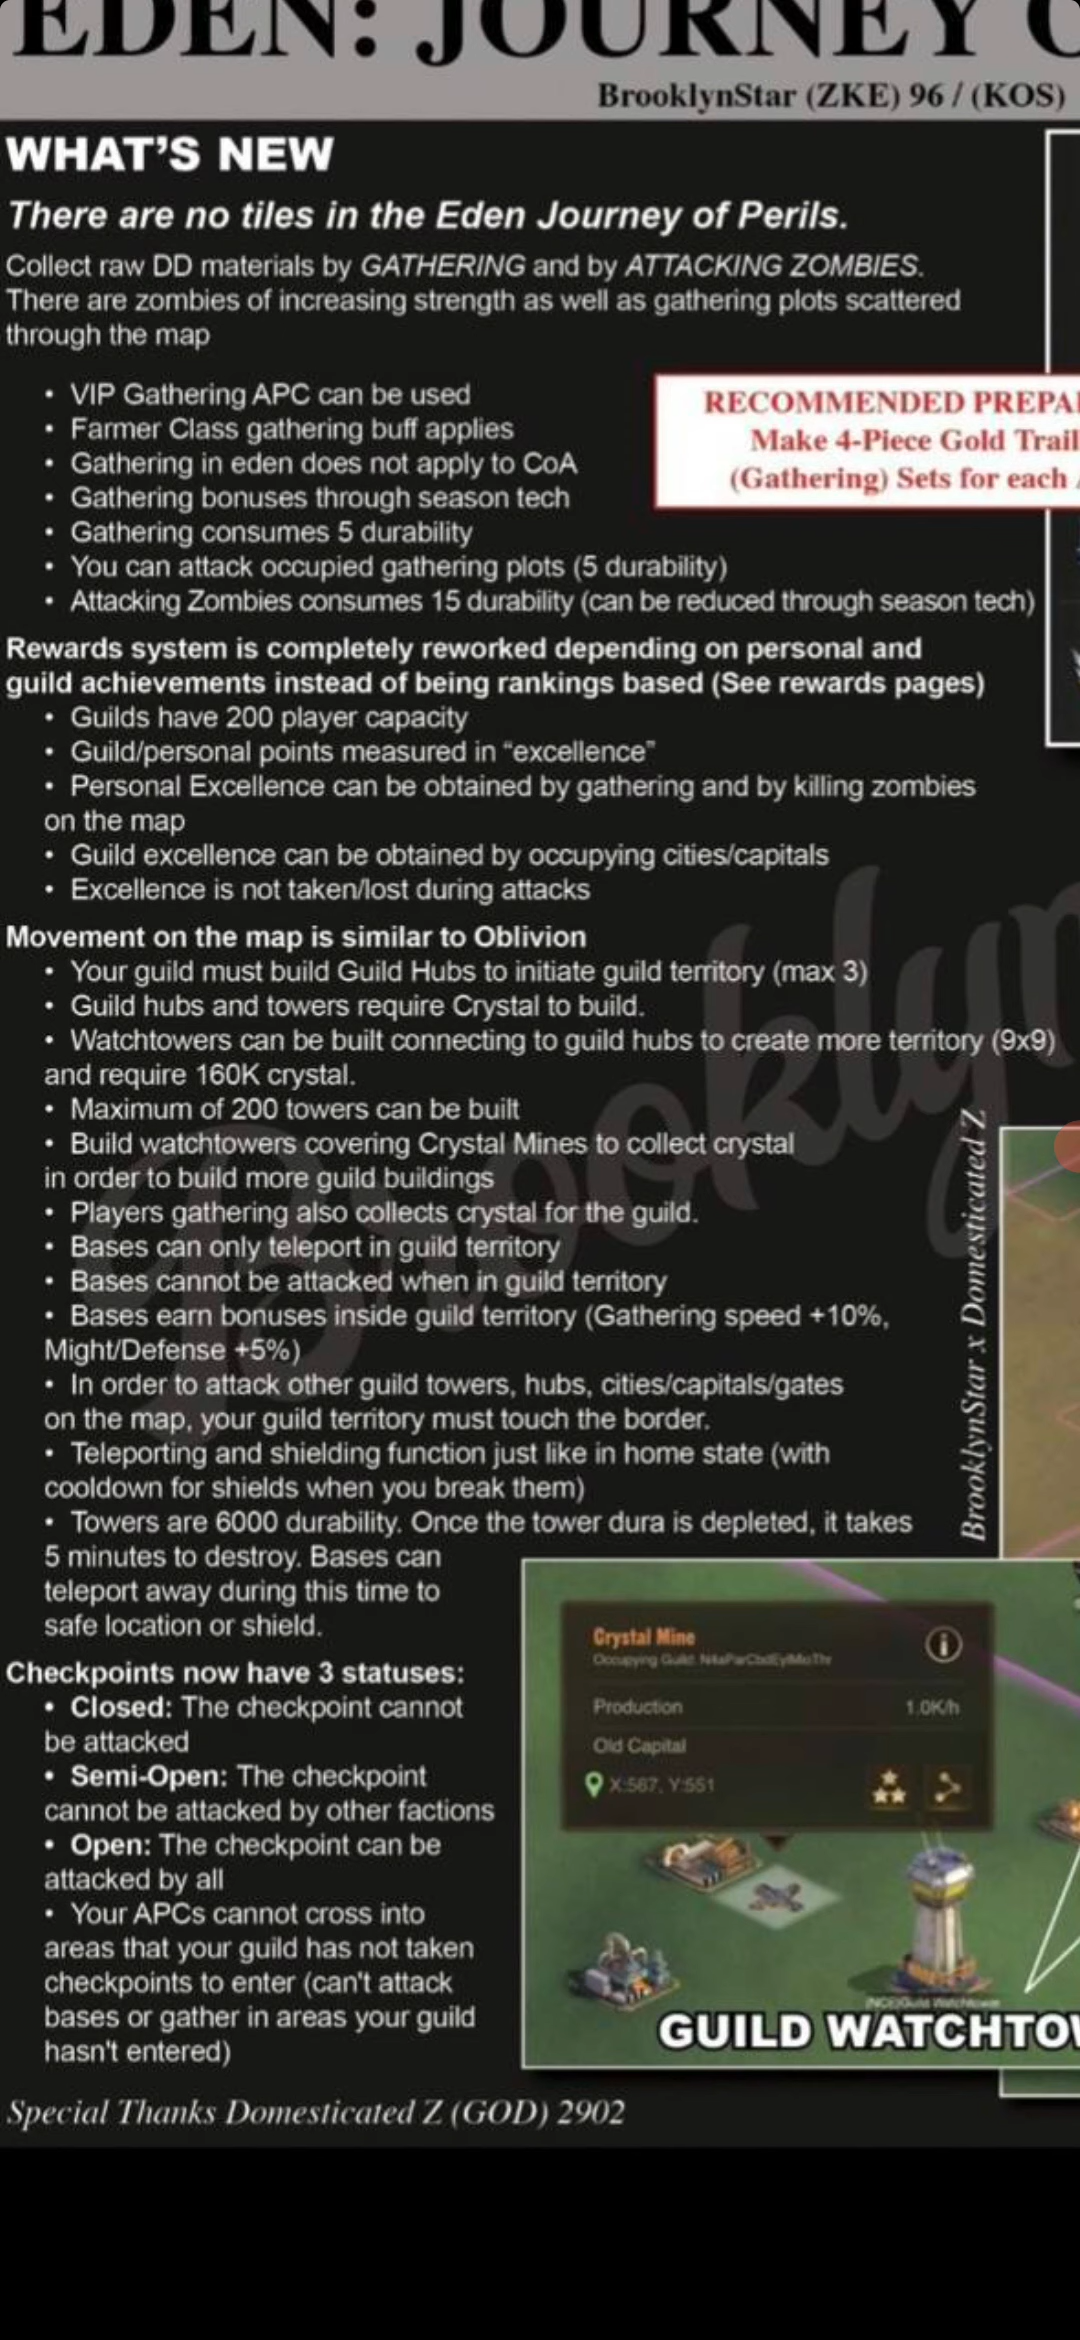 EDEN: JOURNEY
BrooklynStar (ZKE) 96 / (KOS)
WHAT'S NEW
There are no tiles in the Eden Journey of Perils.
Collect raw DD materials by GATHERING and by ATTACKING ZOMBIES.
There are zombies of increasing strength as well as gathering plots scattered
through the map
• VIP Gathering APC can be used
• Farmer Class gathering buff applies
• Gathering in eden does not apply to CoA
• Gathering bonuses through season tech
• Gathering consumes 5 durability
• You can attack occupied gathering plots (5 durability)
• Attacking Zombies consumes 15 durability (can be reduced through season tech)
RECOMMENDED
Make 4-Piece Gold
(Gathering) Sets for each
Rewards system is completely reworked depending on personal and
guild achievements instead of being rankings based (See rewards pages)
• Guilds have 200 player capacity
• Guild/personal points measured in “excellence”
• Personal Excellence can be obtained by gathering and by killing zombies
on the map
• Guild excellence can be obtained by occupying cities/capitals
• Excellence is not taken/lost during attacks
Movement on the map is similar to Oblivion
• Your guild must build Guild Hubs to initiate guild territory (max 3)
• Guild hubs and towers require Crystal to build.
• Watchtowers can be built connecting to guild hubs to create more territory (9x9)
and require 160K crystal.
• Maximum of 200 towers can be built
• Build watchtowers covering Crystal Mines to collect crystal
in order to build more guild buildings
• Players gathering also collects crystal for the guild.
• Bases can only teleport in guild territory
• Bases cannot be attacked when in guild territory
• Bases earn bonuses inside guild territory (Gathering speed +10%,
Might/Defense +5%)
• In order to attack other guild towers, hubs, cities/capitals/gates
on the map, your guild territory must touch the border.
• Teleporting and shielding function just like in home state (with
cooldown for shields when you break them)
• Towers are 6000 durability. Once the tower dura is depleted, it takes
5 minutes to destroy. Bases can
teleport away during this time to
safe location or shield.
Checkpoints now have 3 statuses:
• Closed: The checkpoint cannot
be attacked
• Semi-Open: The checkpoint
cannot be attacked by other factions
• Open: The checkpoint can be
attacked by all
• Your APCs cannot cross into
areas that your guild has not taken
checkpoints to enter (can't attack
bases or gather in areas your guild
hasn't entered)
BrooklynStar x Domesticated Z
Crystal Mine
Occupying Guild:
Production 1.0K/h
Old Capital
X:567, Y:551
Guild Watchtower
GUILD
Special Thanks Domesticated Z (GOD) 2902